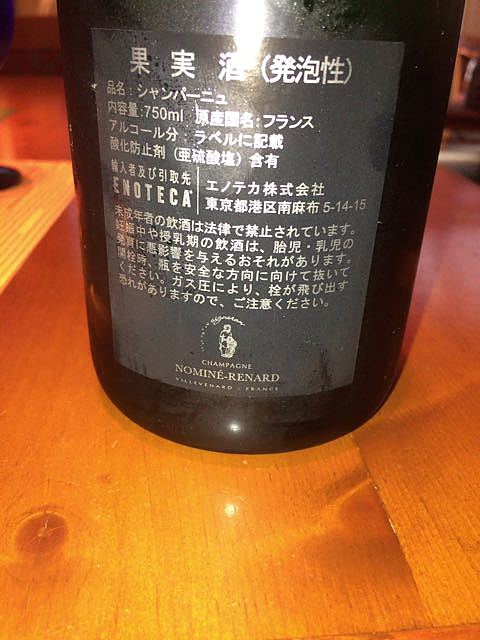 果実酒(発泡性)
品名:シャンパーニュ
内容量:750ml 原産国名:フランス
アルコール分:ラベルに記載
酸化防止剤(亜硫酸塩)含有
輸入者及び引取先
ENOTECA
エノテカ株式会社
東京都港区南麻布5-14-15
未成年者の飲酒は法律で禁止されています。
妊娠中や授乳期の飲酒は、胎児・乳児の
発育に悪影響を与えるおそれがあります。
開栓時、瓶を安全な方向に向けて抜いて
ください。ガス圧により、栓が飛び出す
恐れがありますので、ご注意ください。
Vigneron
CHAMPAGNE
NOMINÉ-RENARD
VILLEVENARD - FRANCE